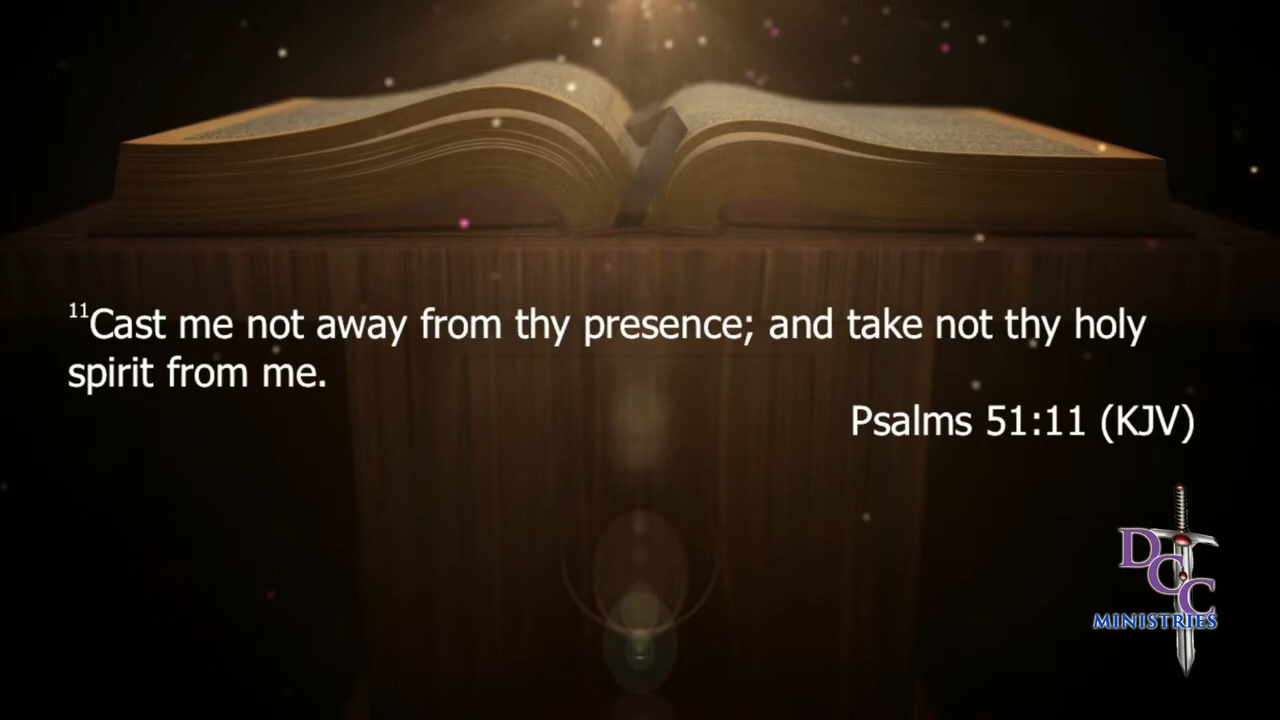 ¹¹Cast me not away from thy presence; and take not thy holy
spirit from me.
Psalms 51:11 (KJV)
DCC
MINISTRIES